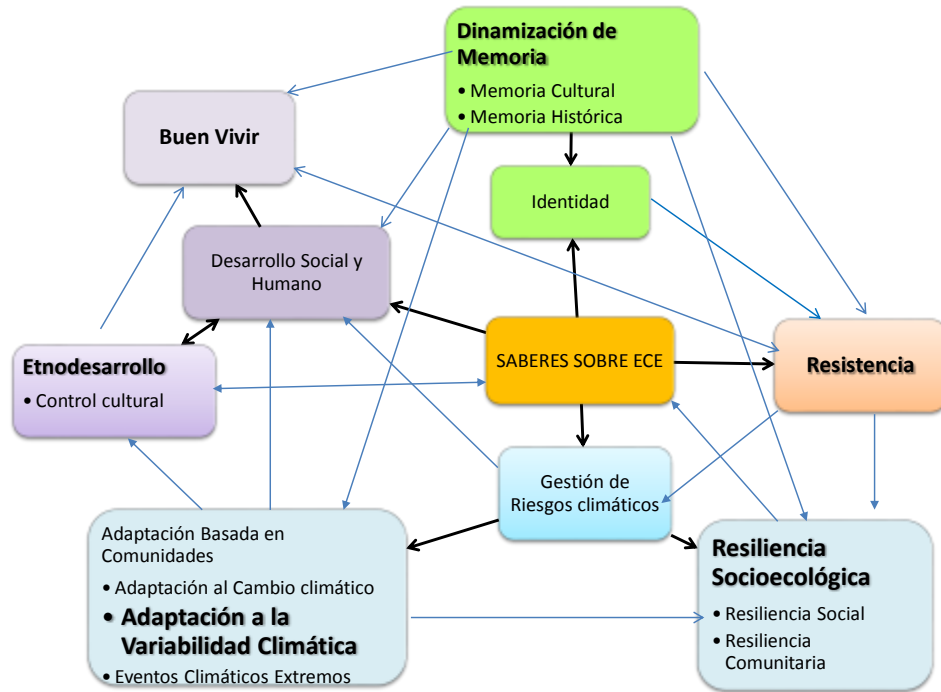 Dinamización de
Memoria
• Memoria Cultural
• Memoria Histórica
Buen Vivir
Identidad
Desarrollo Social y
Humano
SABERES SOBRE ECE
Resistencia
Etnodesarrollo
• Control cultural
Gestión de
Riesgos climáticos
Adaptación Basada en
Comunidades
• Adaptación al Cambio climático
• Adaptación a la
Variabilidad Climática
• Eventos Climáticos Extremos
Resiliencia
Socioecológica
• Resiliencia Social
• Resiliencia
Comunitaria